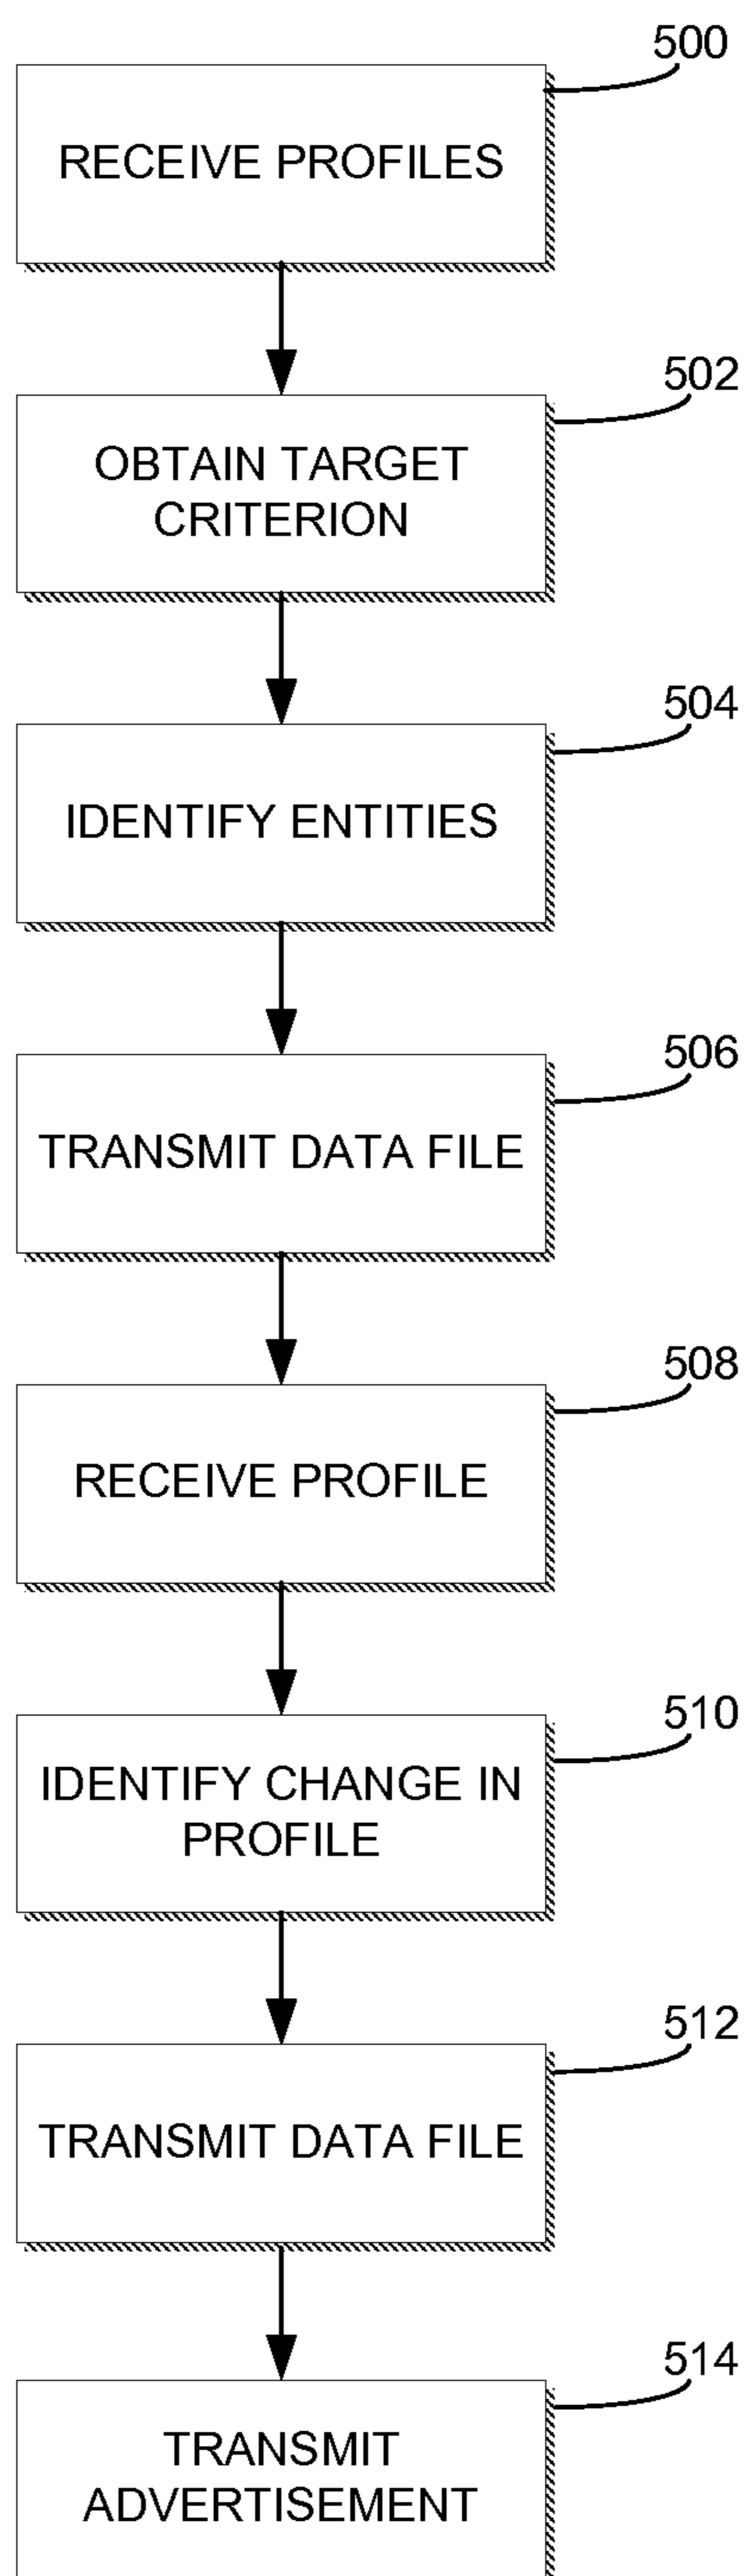 500
RECEIVE PROFILES
502
OBTAIN TARGET
CRITERION
504
IDENTIFY ENTITIES
506
TRANSMIT DATA FILE
508
RECEIVE PROFILE
510
IDENTIFY CHANGE IN
PROFILE
512
TRANSMIT DATA FILE
514
TRANSMIT
ADVERTISEMENT